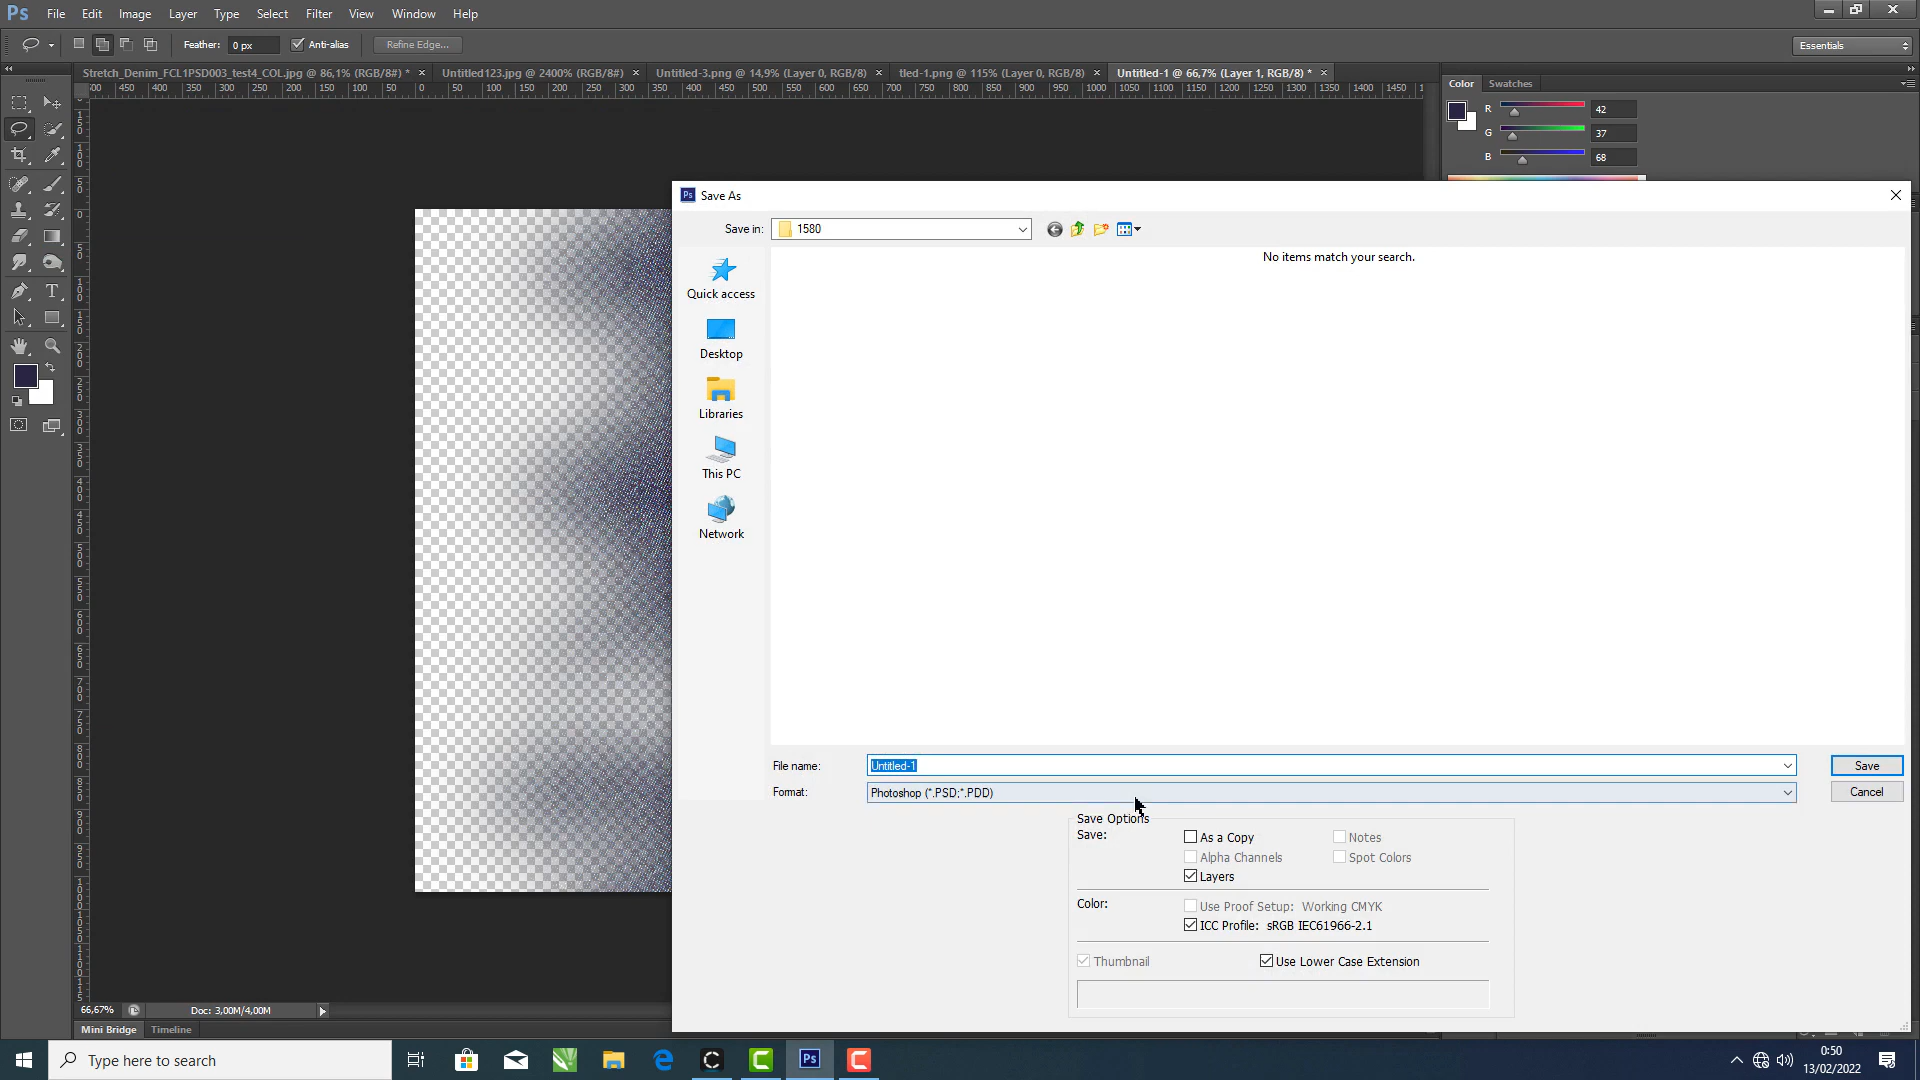 Ps File Edit Image Layer Type Select Filter View Window Help
Feather: 0 px Anti-alias Refine Edge... Essentials
Stretch_Denim_FCL1PSD003_test4_COL.jpg @ 86,1% (RGB/8#) * Untitled123.jpg @ 2400% (RGB/8#) Untitled-3.png @ 14,9% (Layer 0, RGB/8) tled-1.png @ 115% (Layer 0, RGB/8) Untitled-1 @ 66,7% (Layer 1, RGB/8) *
Color Swatches
R 42
G 37
B 68
Ps Save As
Save in: 1580
No items match your search.
Quick access
Desktop
Libraries
This PC
Network
File name: Untitled-1 Save
Format: Photoshop (*.PSD;*.PDD) Cancel
Save Options
Save: As a Copy Notes
Alpha Channels Spot Colors
Layers
Color: Use Proof Setup: Working CMYK
ICC Profile: sRGB IEC61966-2.1
Thumbnail Use Lower Case Extension
66,67% Doc: 3,00M/4,00M
Mini Bridge Timeline
Type here to search
0:50
13/02/2022